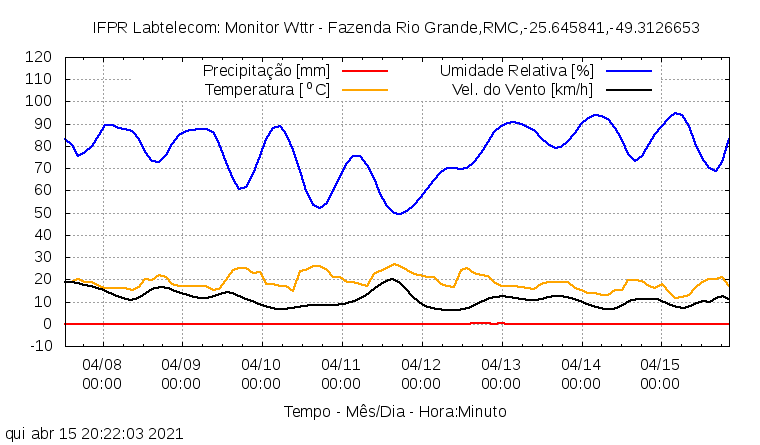 IFPR Labtelecom: Monitor Wttr - Fazenda Rio Grande,RMC,-25.645841,-49.3126653
120
110
100
90
80
70
60
50
40
30
20
10
0
-10
Precipitação [mm]
Temperatura [⁰C]
Umidade Relativa [%]
Vel. do Vento [km/h]
04/08 04/09 04/10 04/11 04/12 04/13 04/14 04/15
00:00 00:00 00:00 00:00 00:00 00:00 00:00 00:00
Tempo - Mês/Dia - Hora:Minuto
qui abr 15 20:22:03 2021